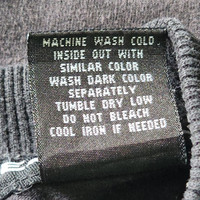 MACHINE WASH COLD
INSIDE OUT WITH
SIMILAR COLOR
WASH DARK COLOR
SEPARATELY
TUMBLE DRY LOW
DO NOT BLEACH
COOL IRON IF NEEDED